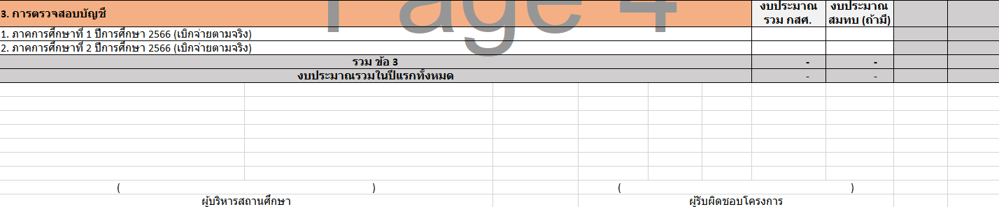 3. การตรวจสอบบัญชี งบประมาณ รวม กสศ. งบประมาณ สมทบ (ถ้ามี)
1. ภาคการศึกษาที่ 1 ปีการศึกษา 2566 (เบิกจ่ายตามจริง)
2. ภาคการศึกษาที่ 2 ปีการศึกษา 2566 (เบิกจ่ายตามจริง)
รวม ข้อ 3 - -
งบประมาณรวมในปีแรกทั้งหมด - -
Page 4
( ) ( )
ผู้บริหารสถานศึกษา ผู้รับผิดชอบโครงการ